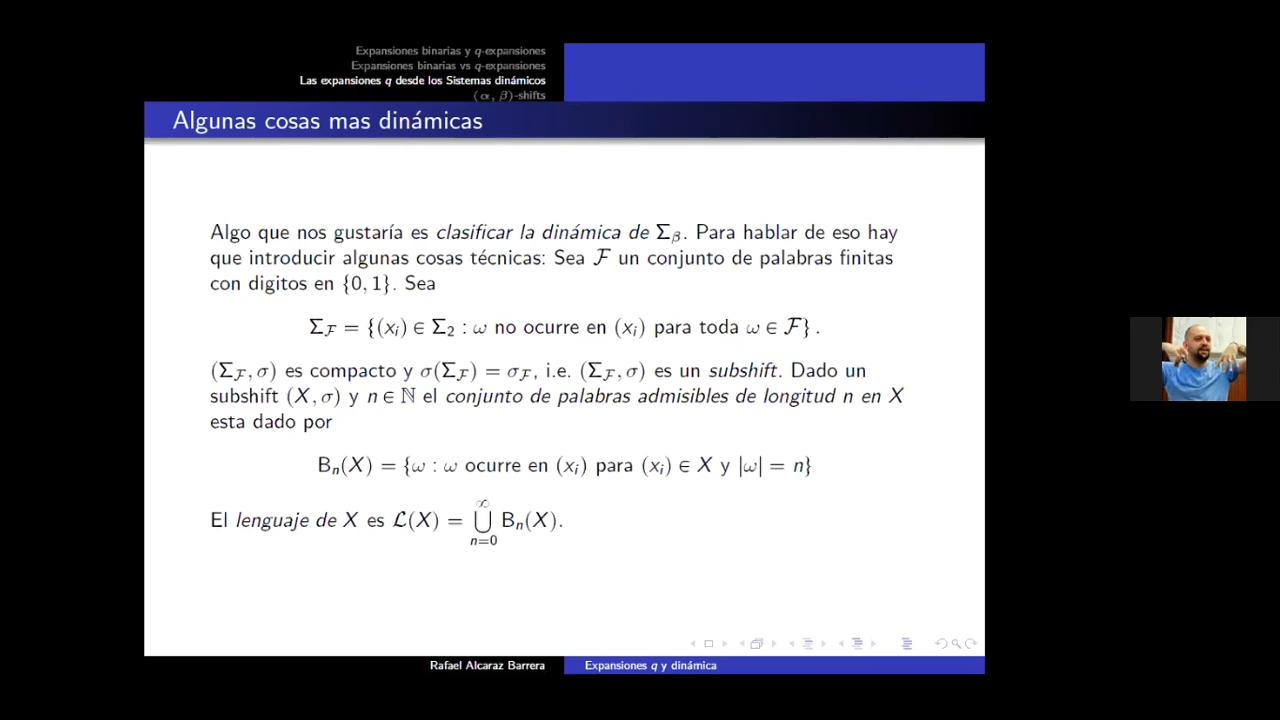 Expansiones binarias y q-expansiones
Expansiones binarias vs q-expansiones
Las expansiones q desde los Sistemas dinámicos
(α, β)-shifts
Algunas cosas mas dinámicas
Algo que nos gustaría es clasificar la dinámica de Σ_β. Para hablar de eso hay
que introducir algunas cosas técnicas: Sea ℱ un conjunto de palabras finitas
con digitos en {0, 1}. Sea
Σ_ℱ = {(x_i) ∈ Σ_2 : ω no ocurre en (x_i) para toda ω ∈ ℱ} .
(Σ_ℱ, σ) es compacto y σ(Σ_ℱ) = σ_ℱ, i.e. (Σ_ℱ, σ) es un subshift. Dado un
subshift (X, σ) y n ∈ ℕ el conjunto de palabras admisibles de longitud n en X
esta dado por
B_n(X) = {ω : ω ocurre en (x_i) para (x_i) ∈ X y |ω| = n}
El lenguaje de X es ℒ(X) = ⋃_{n=0}^{∞} B_n(X).
Rafael Alcaraz Barrera
Expansiones q y dinámica